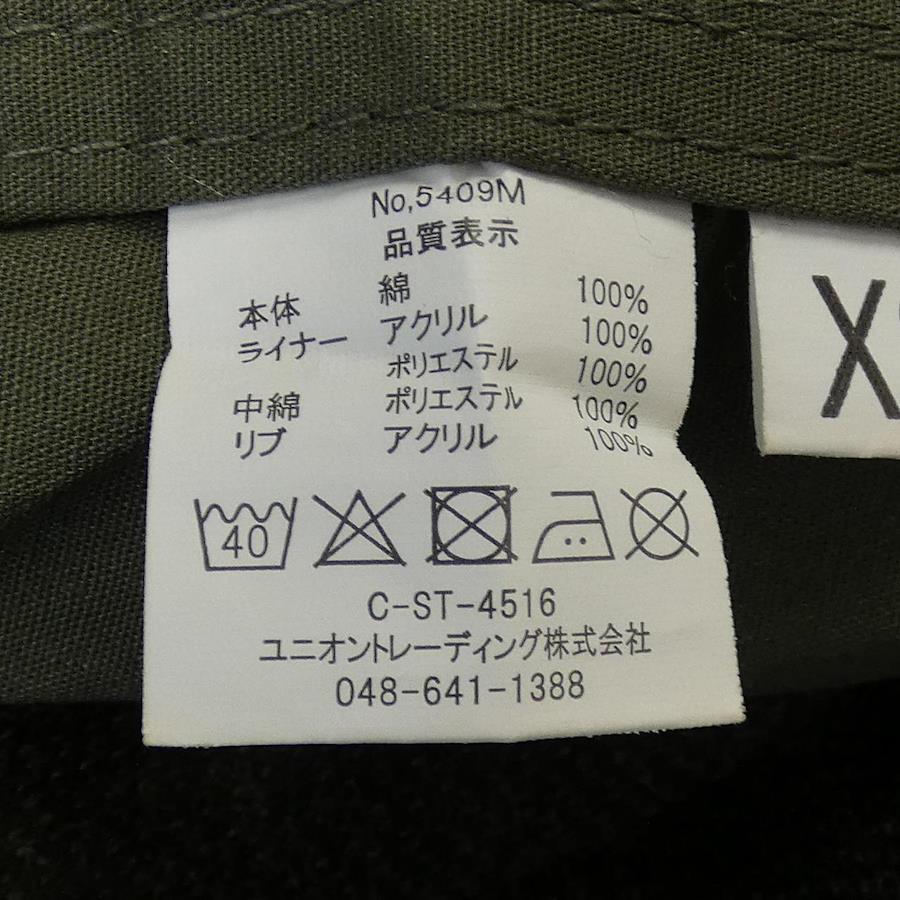 No,5409M
品質表示
本体 綿 100%
ライナー アクリル 100%
ポリエステル 100%
中綿 ポリエステル 100%
リブ アクリル 100%
40
C-ST-4516
ユニオントレーディング株式会社
048-641-1388
X